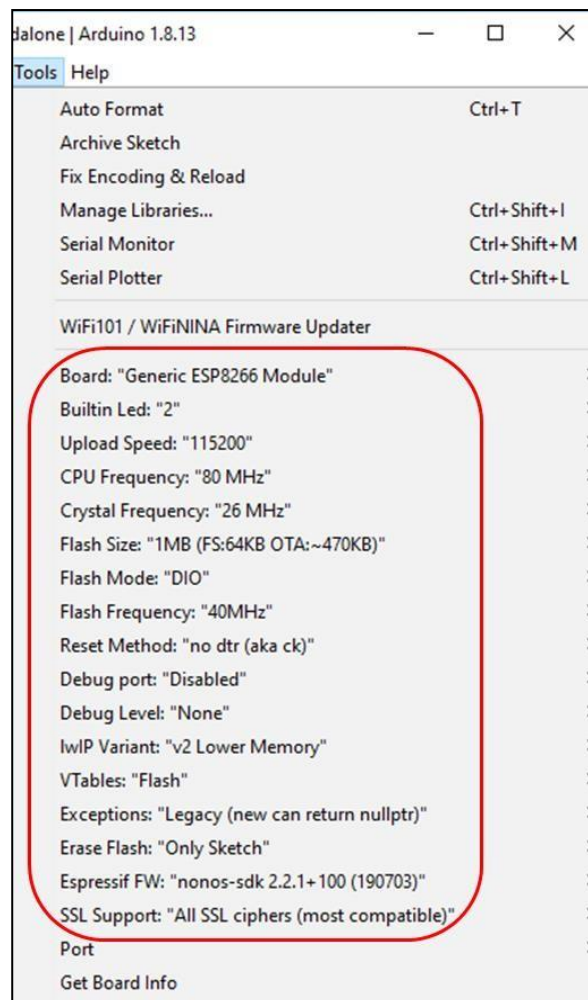 dalone | Arduino 1.8.13
Tools Help
Auto Format Ctrl+T
Archive Sketch
Fix Encoding & Reload
Manage Libraries... Ctrl+Shift+I
Serial Monitor Ctrl+Shift+M
Serial Plotter Ctrl+Shift+L
WiFi101 / WiFiNINA Firmware Updater
Board: "Generic ESP8266 Module"
Builtin Led: "2"
Upload Speed: "115200"
CPU Frequency: "80 MHz"
Crystal Frequency: "26 MHz"
Flash Size: "1MB (FS:64KB OTA:~470KB)"
Flash Mode: "DIO"
Flash Frequency: "40MHz"
Reset Method: "no dtr (aka ck)"
Debug port: "Disabled"
Debug Level: "None"
lwIP Variant: "v2 Lower Memory"
VTables: "Flash"
Exceptions: "Legacy (new can return nullptr)"
Erase Flash: "Only Sketch"
Espressif FW: "nonos-sdk 2.2.1+100 (190703)"
SSL Support: "All SSL ciphers (most compatible)"
Port
Get Board Info